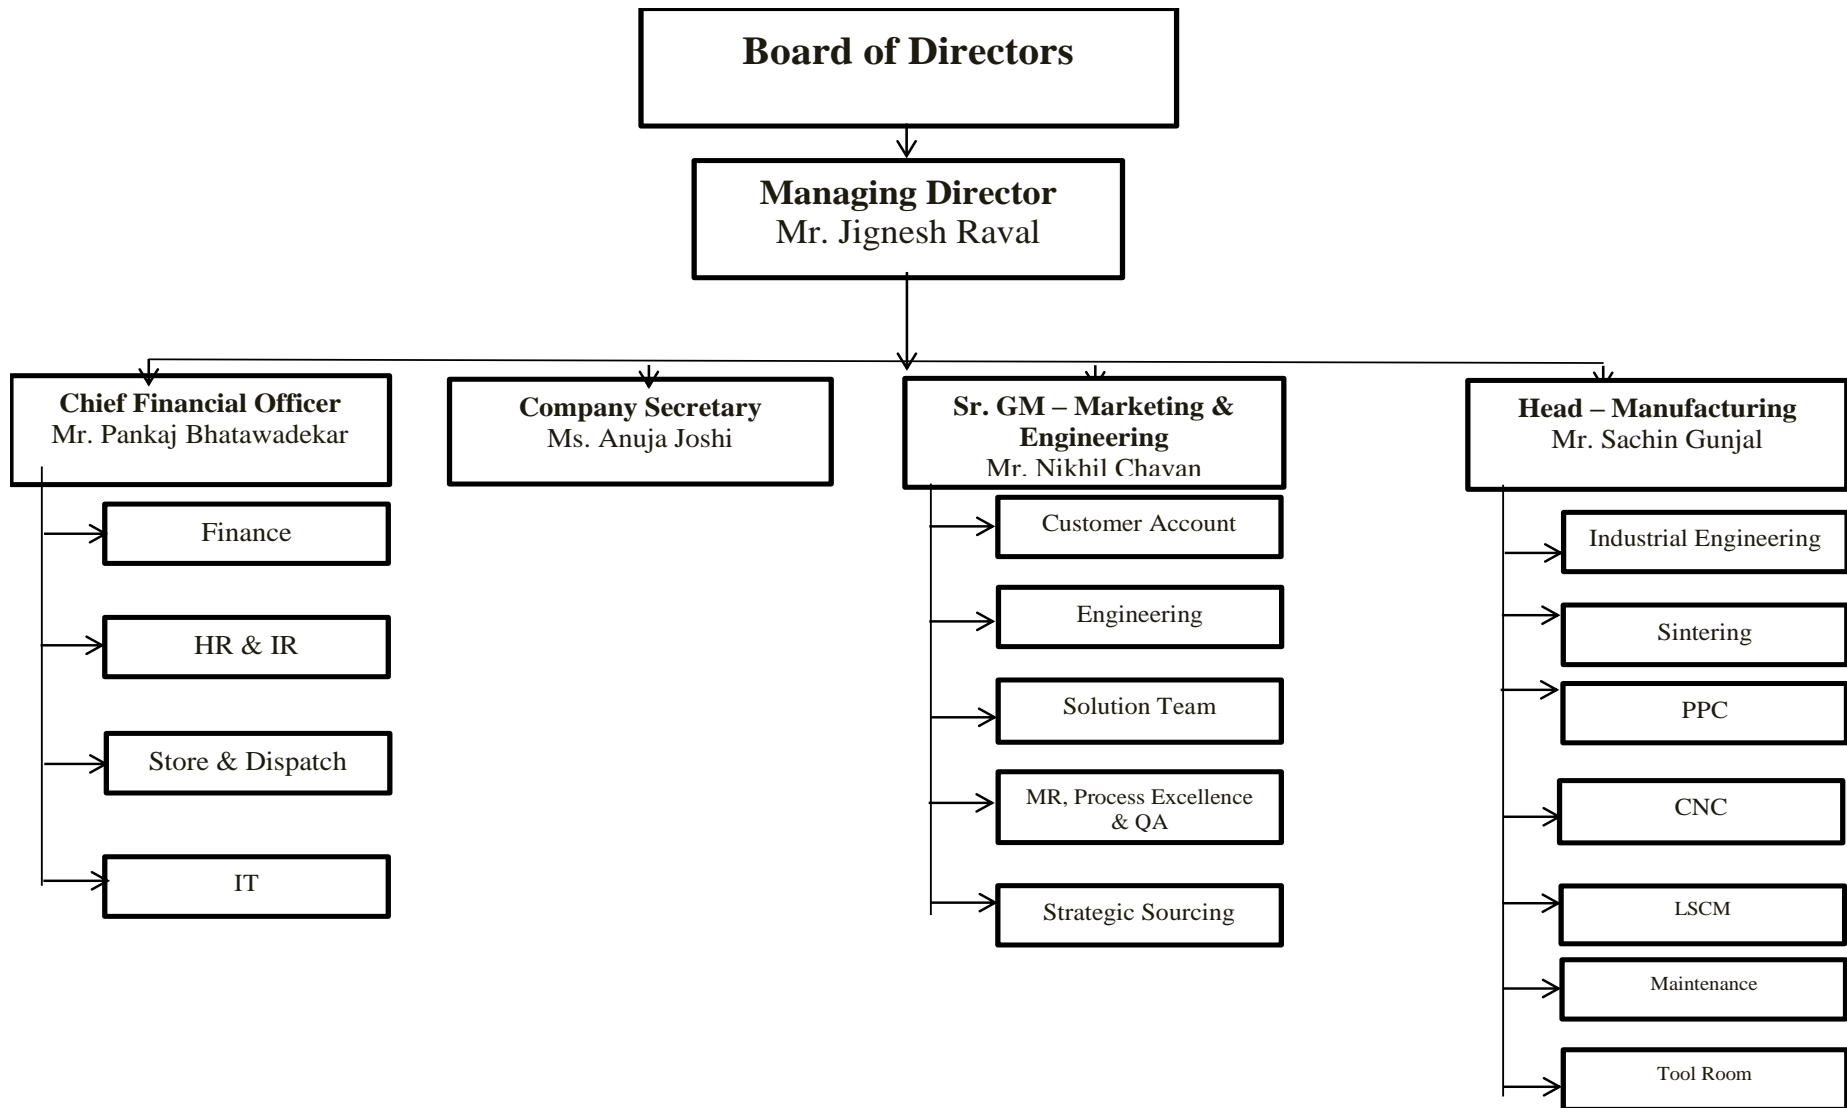 Board of Directors
Managing Director
Mr. Jignesh Raval
Chief Financial Officer
Mr. Pankaj Bhatawadekar
Company Secretary
Ms. Anuja Joshi
Sr. GM – Marketing &
Engineering
Mr. Nikhil Chavan
Head – Manufacturing
Mr. Sachin Gunjal
Finance
HR & IR
Store & Dispatch
IT
Customer Account
Engineering
Solution Team
MR, Process Excellence
& QA
Strategic Sourcing
Industrial Engineering
Sintering
PPC
CNC
LSCM
Maintenance
Tool Room